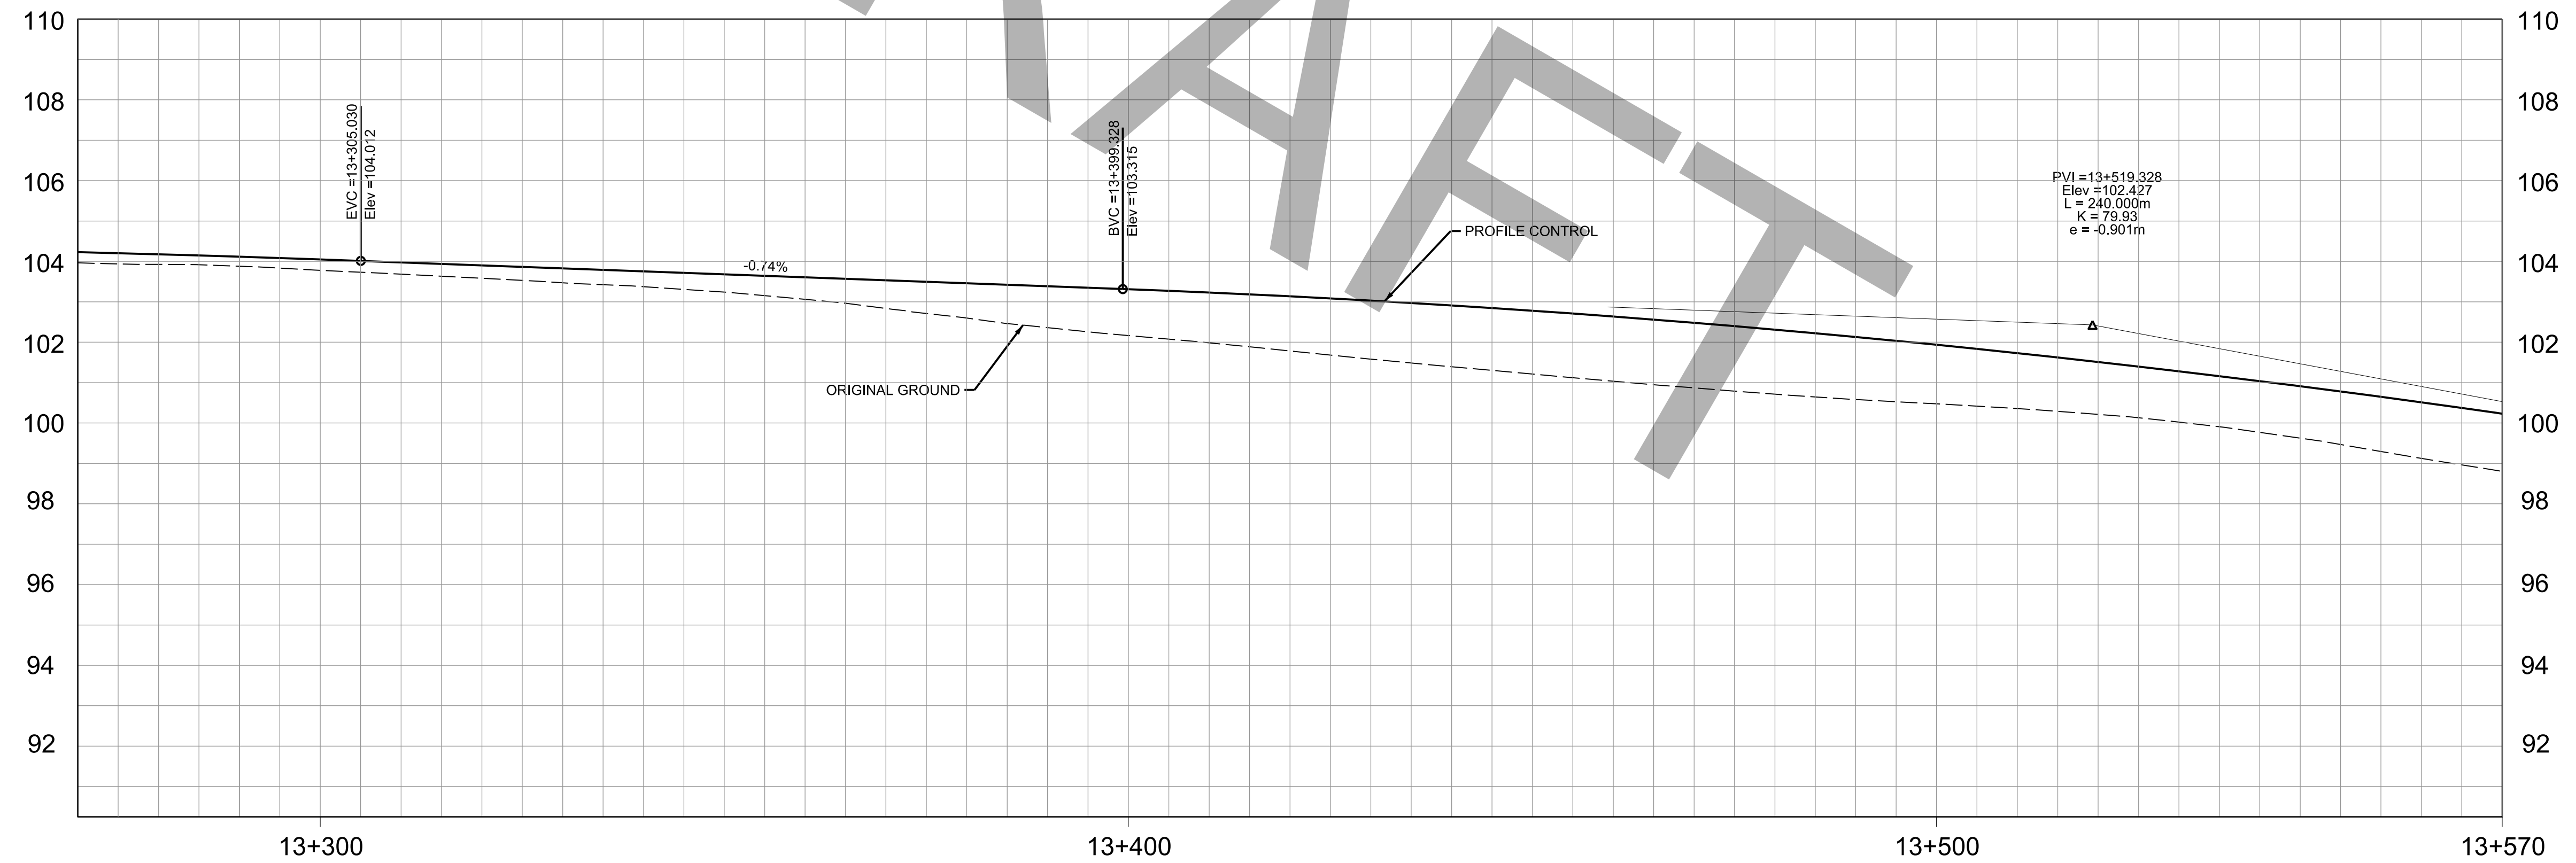 AFT
110
108
106
104
102
100
98
96
94
92
EVC =13+305.030
Elev =104.012
-0.74%
BVC =13+399.328
Elev =103.315
PROFILE CONTROL
ORIGINAL GROUND
PVI =13+519.328
Elev =102.427
L = 240.000m
K = 79.93
e = -0.901m
110
108
106
104
102
100
98
96
94
92
13+300
13+400
13+500
13+570